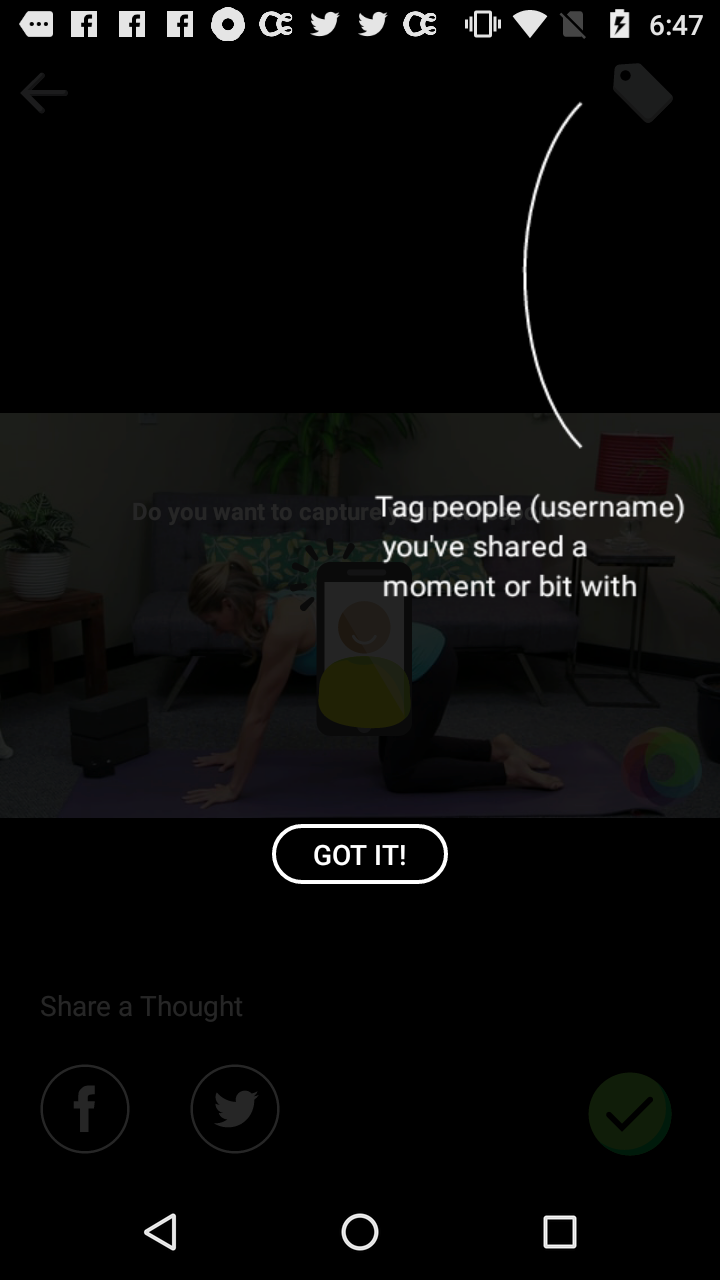 6:47
Do you want to capture
Tag people (username)
you've shared a
moment or bit with
GOT IT!
Share a Thought